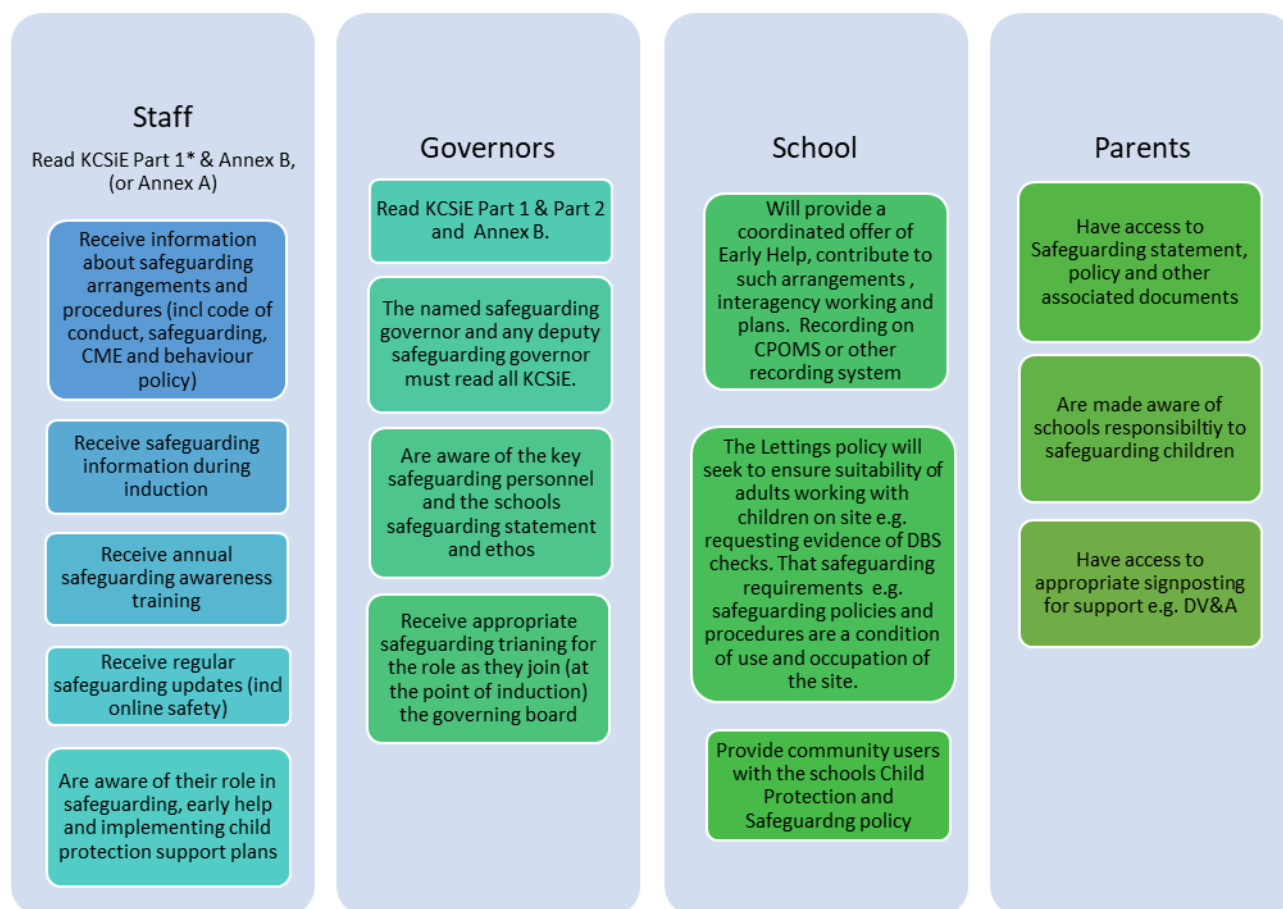 Staff
Read KCSiE Part 1* & Annex B,
(or Annex A)
Receive information
about safeguarding
arrangements and
procedures (incl code of
conduct, safeguarding,
CME and behaviour
policy)
Receive safeguarding
information during
induction
Receive annual
safeguarding awareness
training
Receive regular
safeguarding updates (incl
online safety)
Are aware of their role in
safeguarding, early help
and implementing child
protection support plans
Governors
Read KCSiE Part 1 & Part 2
and Annex B.
The named safeguarding
governor and any deputy
safeguarding governor
must read all KCSiE.
Are aware of the key
safeguarding personnel
and the schools
safeguarding statement
and ethos
Receive appropriate
safeguarding trianing for
the role as they join (at
the point of induction)
the governing board
School
Will provide a
coordinated offer of
Early Help, contribute to
such arrangements ,
interagency working and
plans. Recording on
CPOMS or other
recording system
The Lettings policy will
seek to ensure suitability of
adults working with
children on site e.g.
requesting evidence of DBS
checks. That safeguarding
requirements e.g.
safeguarding policies and
procedures are a condition
of use and occupation of
the site.
Provide community users
with the schools Child
Protection and
Safeguardng policy
Parents
Have access to
Safeguarding statement,
policy and other
associated documents
Are made aware of
schools responsibiltiy to
safeguarding children
Have access to
appropriate signposting
for support e.g. DV&A